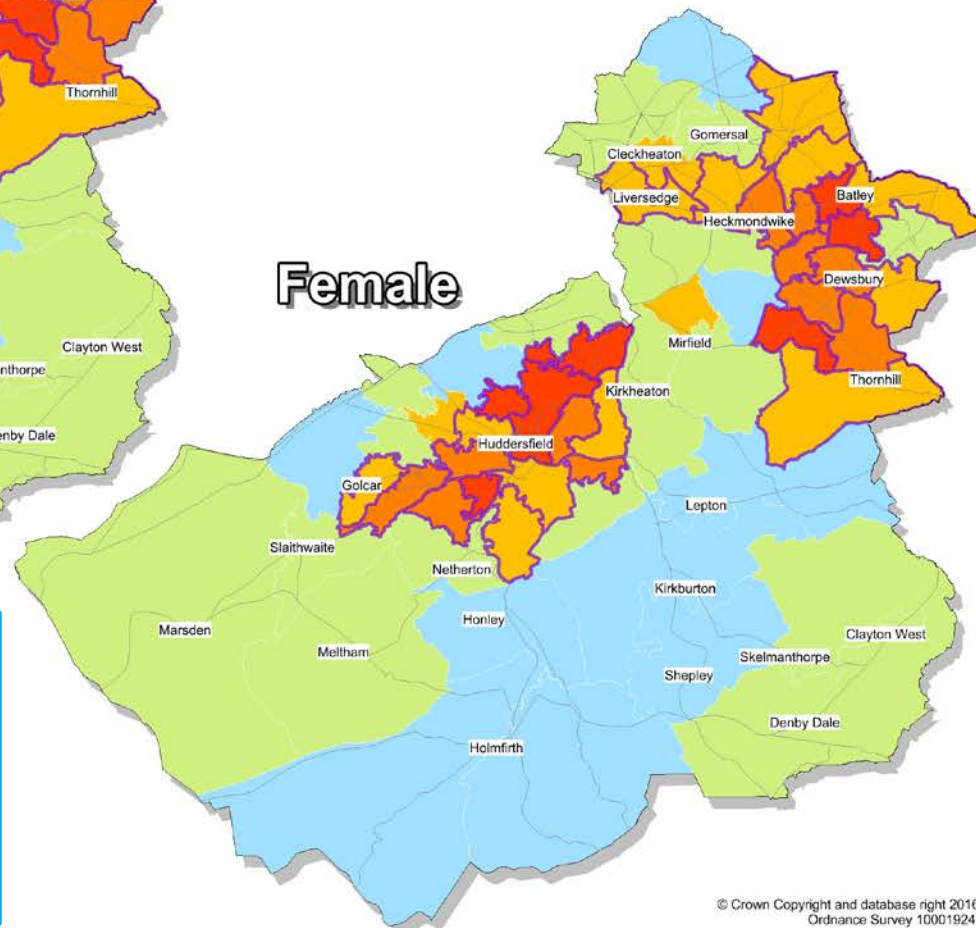 Thornhill
Clayton West
nthorpe
enby Dale
Female
Gomersal
Cleckheaton
Liversedge
Batley
Heckmondwike
Dewsbury
Mirfield
Thornhill
Kirkheaton
Huddersfield
Golcar
Lepton
Slaithwaite
Netherton
Kirkburton
Honley
Marsden
Clayton West
Meltham
Skelmanthorpe
Shepley
Denby Dale
Holmfirth
© Crown Copyright and database right 2016
Ordnance Survey 10001924